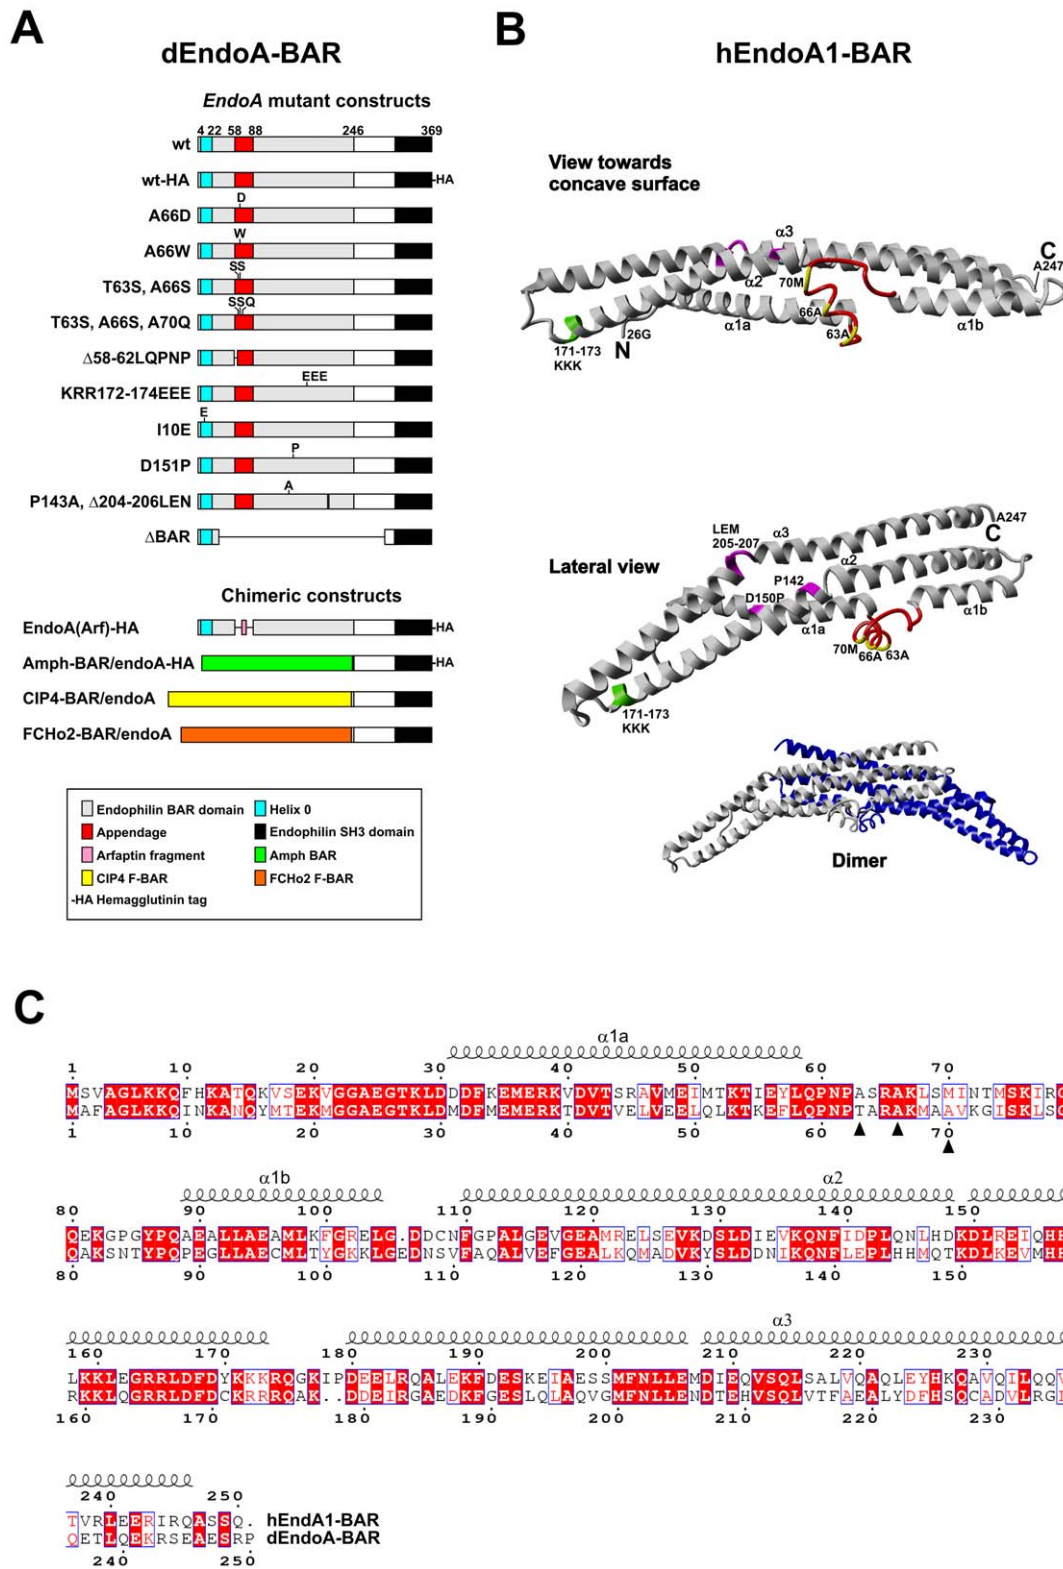 A
dEndoA-BAR
EndoA mutant constructs
4 22 58 88 246 369
wt
wt-HA
-HA
D
A66D
W
A66W
SS
T63S, A66S
SSQ
T63S, A66S, A70Q
Δ58-62LQPNP
EEE
KRR172-174EEE
E
I10E
P
D151P
A
P143A, Δ204-206LEN
ΔBAR
Chimeric constructs
EndoA(Arf)-HA
-HA
Amph-BAR/endoA-HA
-HA
CIP4-BAR/endoA
FCHo2-BAR/endoA
Endophilin BAR domain
Helix 0
Appendage
Endophilin SH3 domain
Arfaptin fragment
Amph BAR
CIP4 F-BAR
FCHo2 F-BAR
-HA Hemagglutinin tag
B
hEndoA1-BAR
View towards
concave surface
α3
C
A247
70M
α2
66A
α1a
α1b
63A
26G
N
171-173
KKK
LEM
205-207
α3
A247
C
Lateral view
α2
P142
D150P
α1a
α1b
70M
66A
63A
171-173
KKK
Dimer
C
α1a
1 10 20 30 40 50 60 70
MSVAGLKKQFHKATQKVSEKVGGAEGTKLDDDFKEMERKVDVTSRAVMEIMTKTIEYLQPNPASRAKLSMINTMSKIRG
MAFAGLKKQINKANQYMTEKMGGAEGTKLDMDFMEMERKTDVTVELVEELQLKTKEFLQPNPTARAKMAAVKGISKLSG
1 10 20 30 40 50 60 70
α1b α2
80 90 100 110 120 130 140 150
QEKGPGYPQAEALLAEAMLKFGRELG.DDCNFGPALGEVGEAMRELSEVKDSLDIEVKQNFIDPLQNLHDKDLREIQHH
QAKSNTYPQPEGLLAECMLTYGKKLGEDNSVFAQALVEFGEALKQMADVKYSLDDNIKQNFLEPLHHMQTKDLKEVMHH
80 90 100 110 120 130 140 150
α3
160 170 180 190 200 210 220 230
LKKLEGRRLDFDYKKKRQGKIPDEELRQALEKFDESKEIAESSMFNLLEMDIEQVSQLSALVQAQLEYHKQAVQILQQV
RKKLQGRRLDFDCKRRRQAK..DDEIRGAEDKFGESLQLAQVGMFNLLENDTEHVSQLVTFAEALYDFHSQCADVLRGI
160 170 180 190 200 210 220 230
240 250
TVRLEERIRQASSQ. hEndA1-BAR
QETLQEKRSEAESRP dEndoA-BAR
240 250